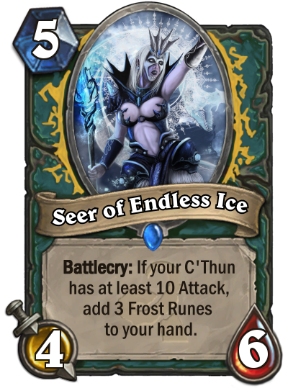 5
Seer of Endless Ice
Battlecry: If your C'Thun
has at least 10 Attack,
add 3 Frost Runes
to your hand.
4
6